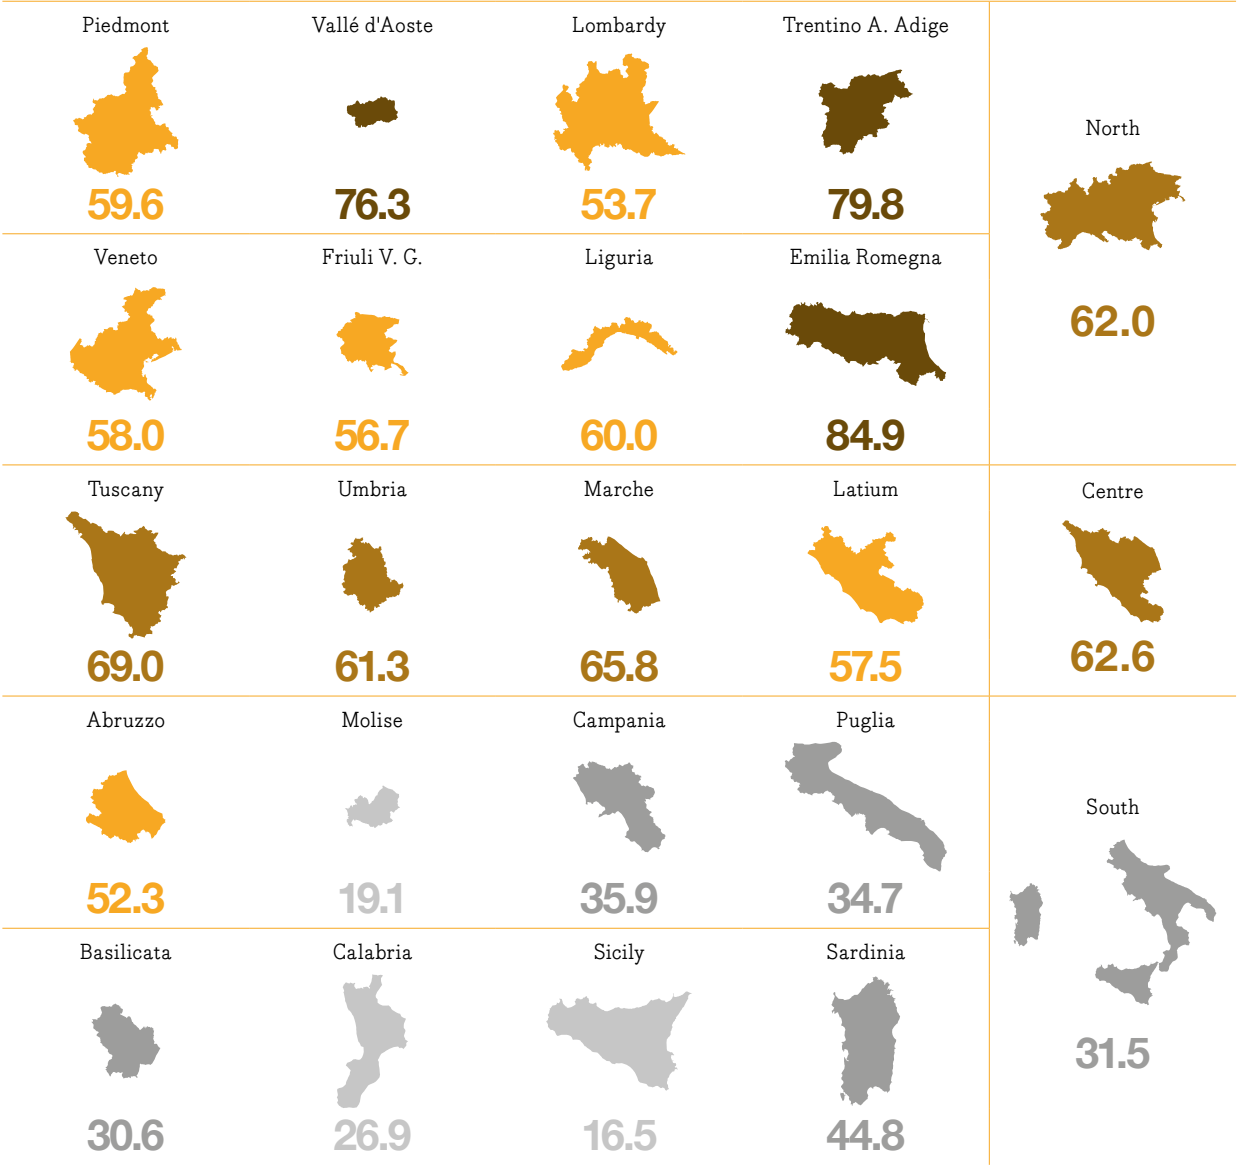 Piedmont
Vallé d'Aoste
Lombardy
Trentino A. Adige
59.6
76.3
53.7
79.8
Veneto
Friuli V. G.
Liguria
Emilia Romegna
58.0
56.7
60.0
84.9
North
62.0
Tuscany
Umbria
Marche
Latium
69.0
61.3
65.8
57.5
Centre
62.6
Abruzzo
Molise
Campania
Puglia
52.3
19.1
35.9
34.7
Basilicata
Calabria
Sicily
Sardinia
30.6
26.9
16.5
44.8
South
31.5